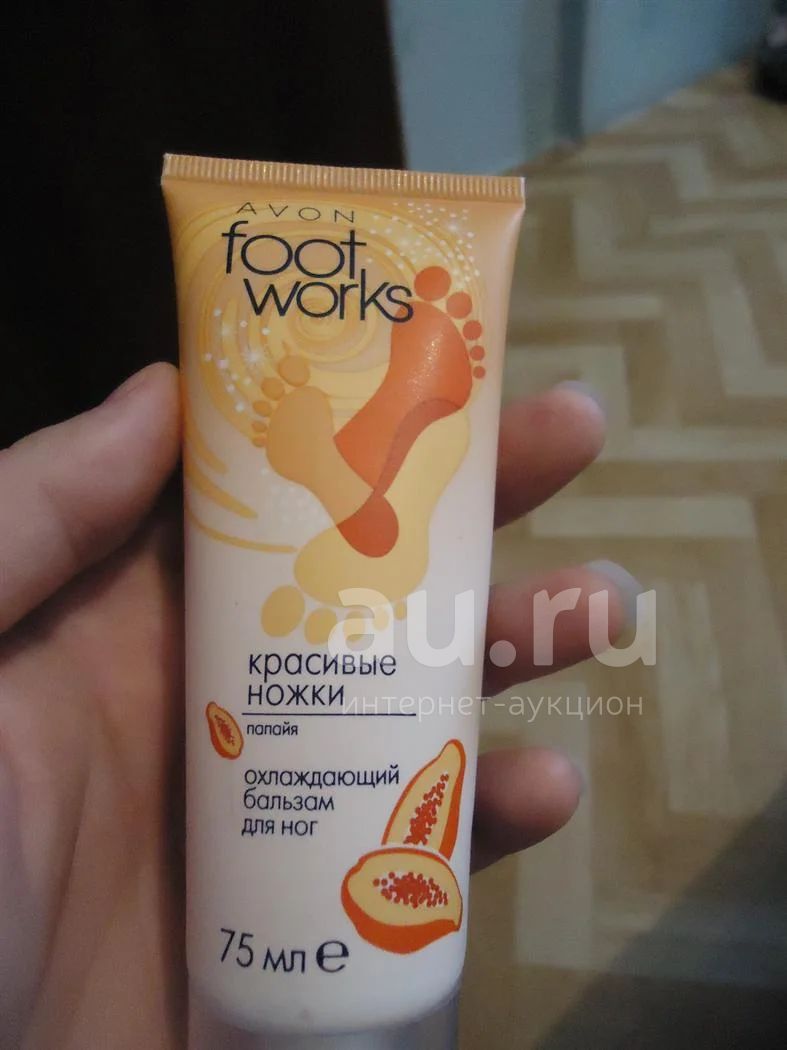 AVON
foot
works
au.ru
интернет-аукцион
красивые
ножки
папайя
охлаждающий
бальзам
для ног
75 мл e